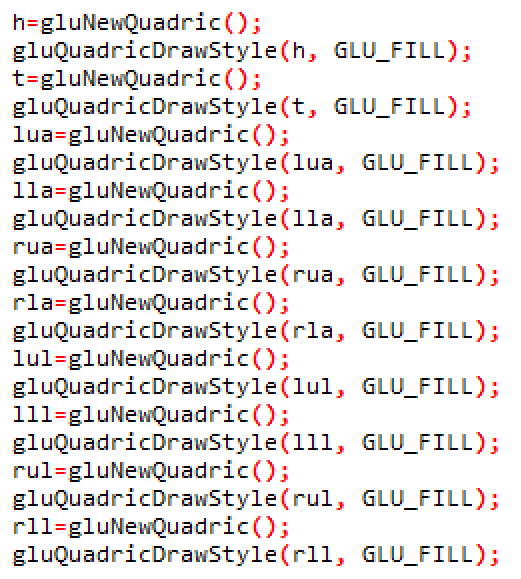 h=gluNewQuadric();
gluQuadricDrawStyle(h, GLU_FILL);
t=gluNewQuadric();
gluQuadricDrawStyle(t, GLU_FILL);
lua=gluNewQuadric();
gluQuadricDrawStyle(lua, GLU_FILL);
lla=gluNewQuadric();
gluQuadricDrawStyle(lla, GLU_FILL);
rua=gluNewQuadric();
gluQuadricDrawStyle(rua, GLU_FILL);
rla=gluNewQuadric();
gluQuadricDrawStyle(rla, GLU_FILL);
lul=gluNewQuadric();
gluQuadricDrawStyle(lul, GLU_FILL);
lll=gluNewQuadric();
gluQuadricDrawStyle(lll, GLU_FILL);
rul=gluNewQuadric();
gluQuadricDrawStyle(rul, GLU_FILL);
rll=gluNewQuadric();
gluQuadricDrawStyle(rll, GLU_FILL);